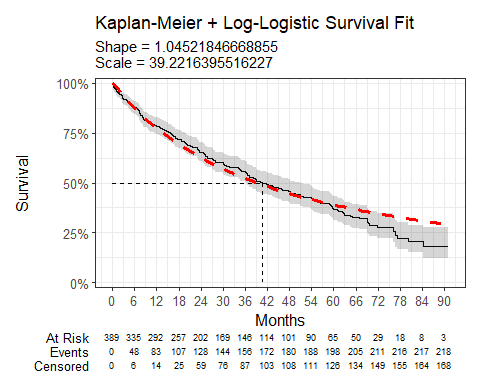 Kaplan-Meier + Log-Logistic Survival Fit
Shape = 1.04521846668855
Scale = 39.2216395516227
100%
75%
50%
25%
0%
Survival
0 6 12 18 24 30 36 42 48 54 60 66 72 78 84 90
Months
At Risk 389 335 292 257 202 169 146 114 101 90 65 50 29 18 8 3
Events 0 48 83 107 128 144 156 172 180 188 198 205 211 216 217 218
Censored 0 6 14 25 59 76 87 103 108 111 126 134 149 155 164 168